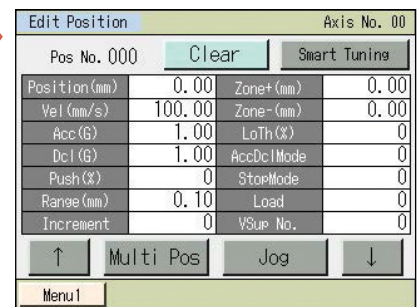 Edit Position Axis No. 00
Pos No. 000 Clear Smart Tuning
Position(mm) 0.00 Zone+(mm) 0.00
Vel(mm/s) 100.00 Zone-(mm) 0.00
Acc(G) 1.00 LoTh(%) 0
Dcl(G) 1.00 AccDclMode 0
Push(%) 0 StopMode 0
Range(mm) 0.10 Load 0
Increment 0 VSup No. 0
↑ Multi Pos Jog ↓
Menu1